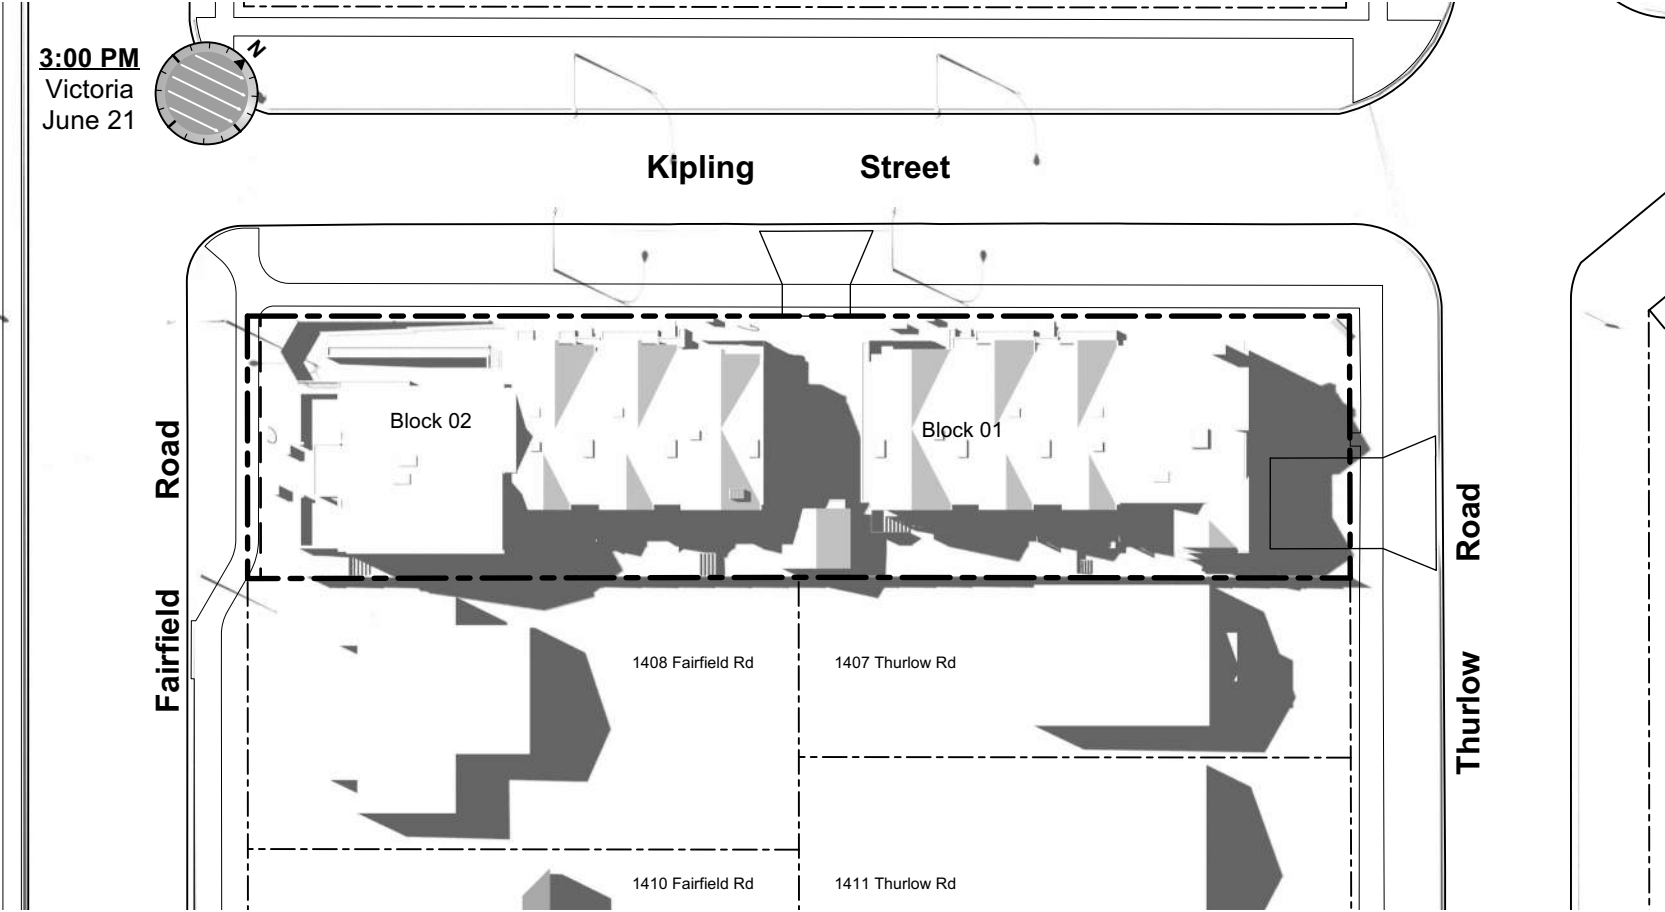 N
3:00 PM
Victoria
June 21
Kipling Street
Block 02
Block 01
Road
Fairfield
Road
Thurlow
1408 Fairfield Rd
1407 Thurlow Rd
1410 Fairfield Rd
1411 Thurlow Rd